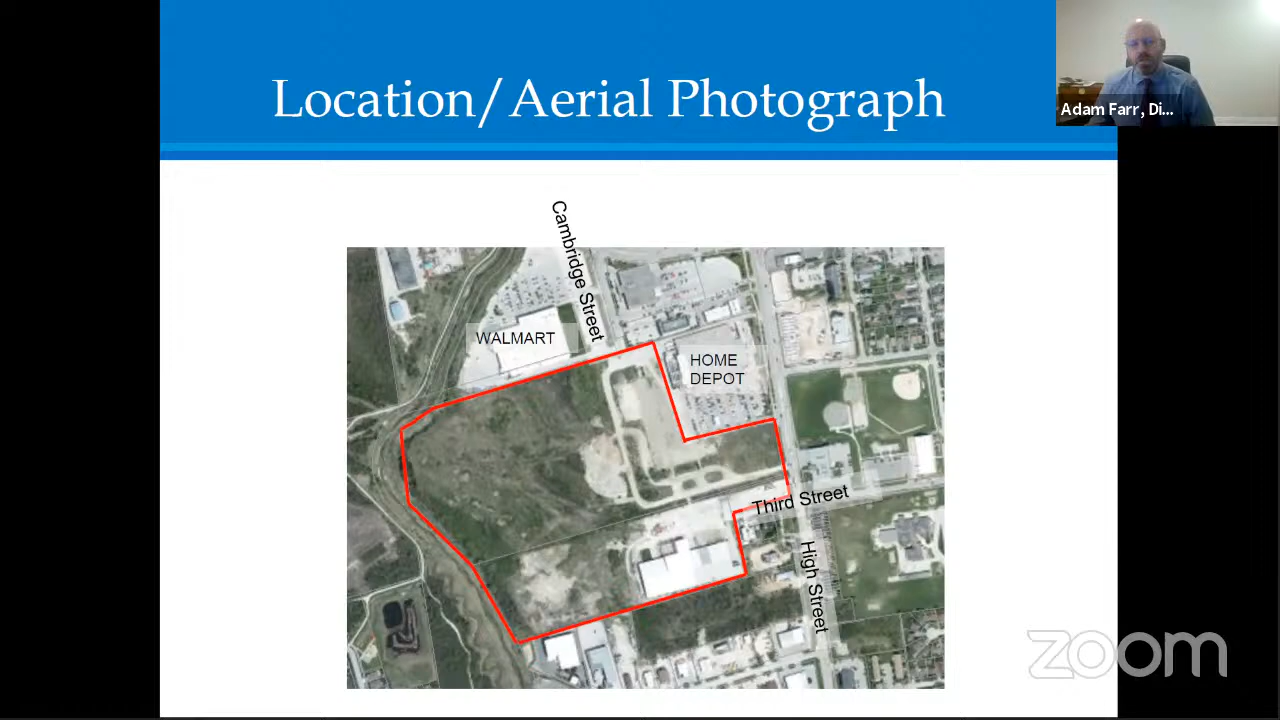 Location/Aerial Photograph
Adam Farr, Di...
Cambridge Street
WALMART
HOME
DEPOT
Third Street
High Street
zoom